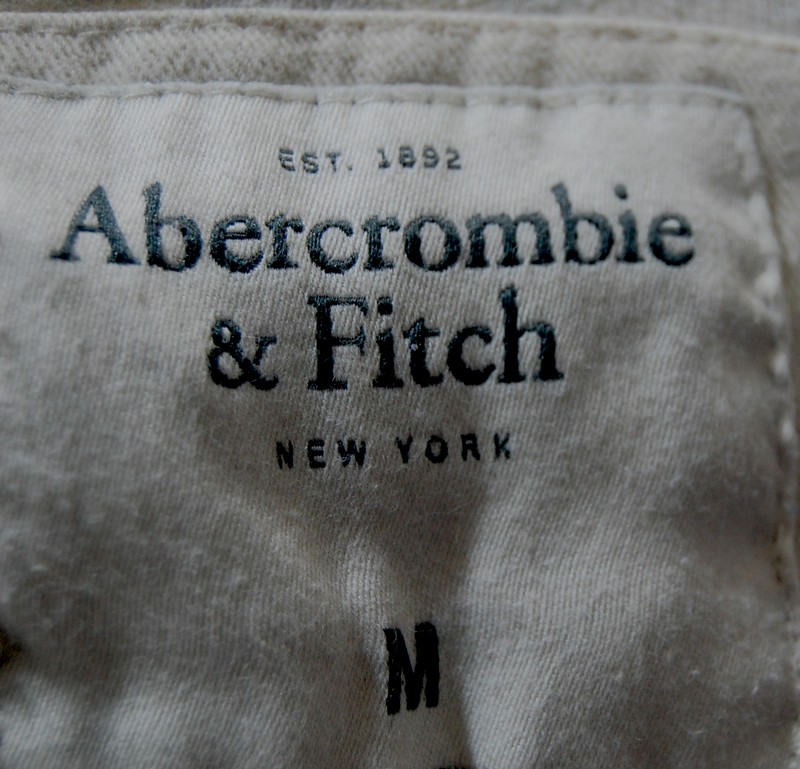 EST. 1892
Abercrombie
& Fitch
NEW YORK
M